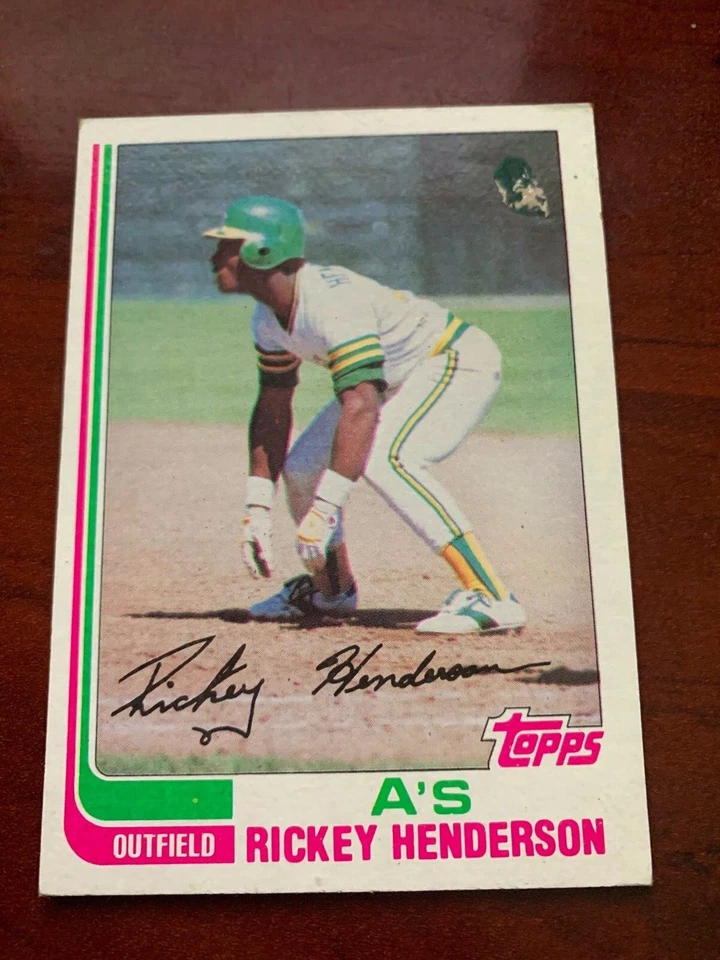 Rickey Henderson
Topps
A's
OUTFIELD
RICKEY HENDERSON